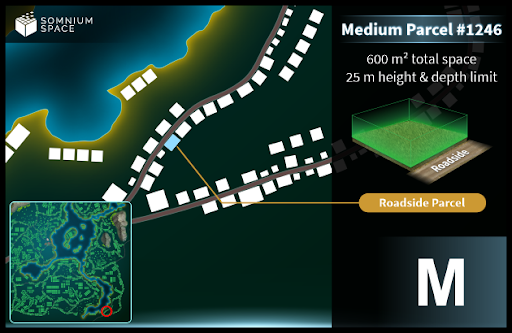 SOMNIUM
SPACE
Medium Parcel #1246
600 m² total space
25 m height & depth limit
Roadside
Roadside Parcel
M